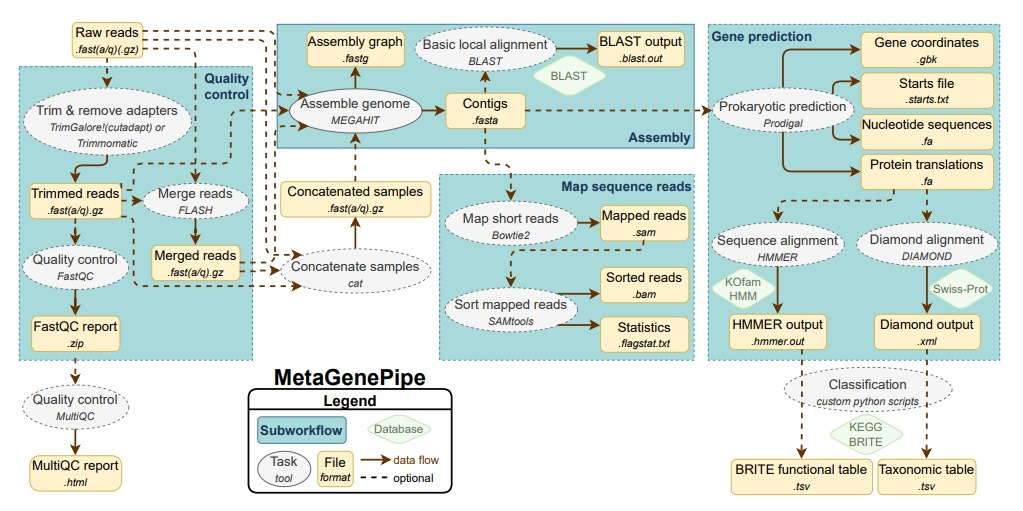 Raw reads
.fast(a/q)(.gz)
Quality
control
Trim & remove adapters
TrimGalore!(cutadapt) or
Trimmomatic
Trimmed reads
.fast(a/q).gz
Merge reads
FLASH
Quality control
FastQC
Merged reads
.fast(a/q).gz
FastQC report
.zip
Quality control
MultiQC
MultiQC report
.html
Assembly graph
.fastg
Basic local alignment
BLAST
BLAST output
.blast.out
BLAST
Assemble genome
MEGAHIT
Contigs
.fasta
Assembly
Concatenated samples
.fast(a/q).gz
Concatenate samples
cat
Map sequence reads
Map short reads
Bowtie2
Mapped reads
.sam
Sort mapped reads
SAMtools
Sorted reads
.bam
Statistics
.flagstat.txt
Gene prediction
Gene coordinates
.gbk
Prokaryotic prediction
Prodigal
Starts file
.starts.txt
Nucleotide sequences
.fa
Protein translations
.fa
Sequence alignment
HMMER
Diamond alignment
DIAMOND
KOfam
HMM
Swiss-Prot
HMMER output
.hmmer.out
Diamond output
.xml
Classification
custom python scripts
KEGG
BRITE
BRITE functional table
.tsv
Taxonomic table
.tsv
MetaGenePipe
Legend
Subworkflow
Database
Task
tool
File
format
data flow
optional